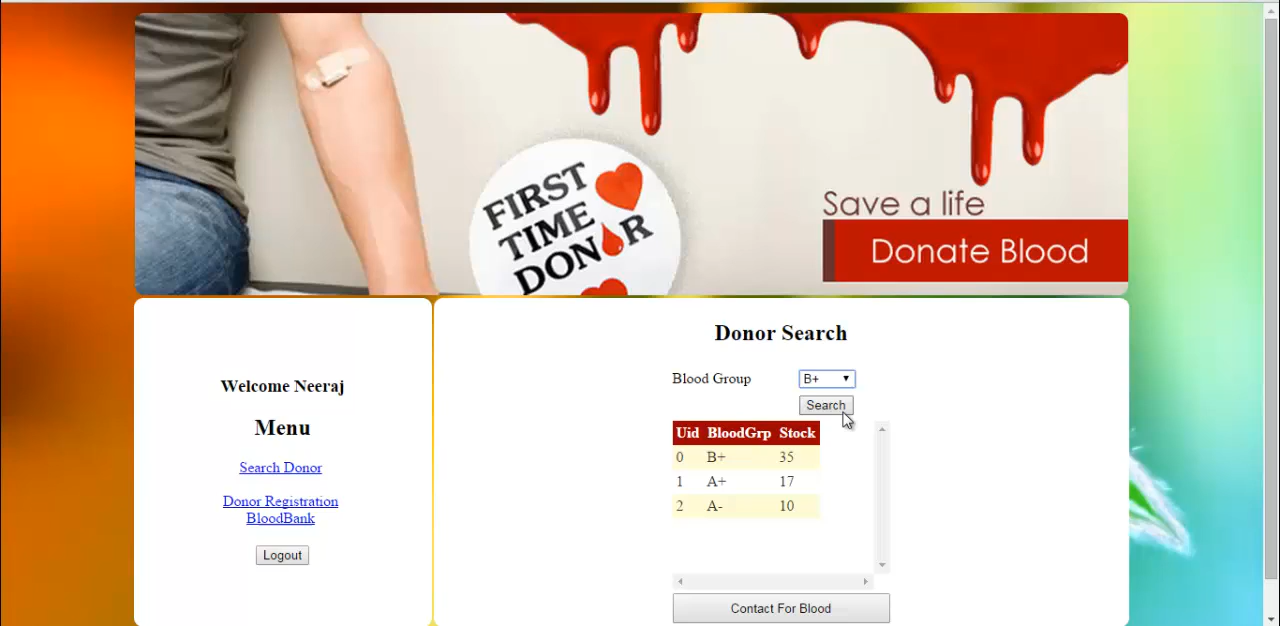 FIRST
TIME
DONOR
Save a life
Donate Blood
Welcome Neeraj
Menu
Search Donor
Donor Registration
BloodBank
Logout
Donor Search
Blood Group B+
Search
Uid BloodGrp Stock
0 B+ 35
1 A+ 17
2 A- 10
Contact For Blood